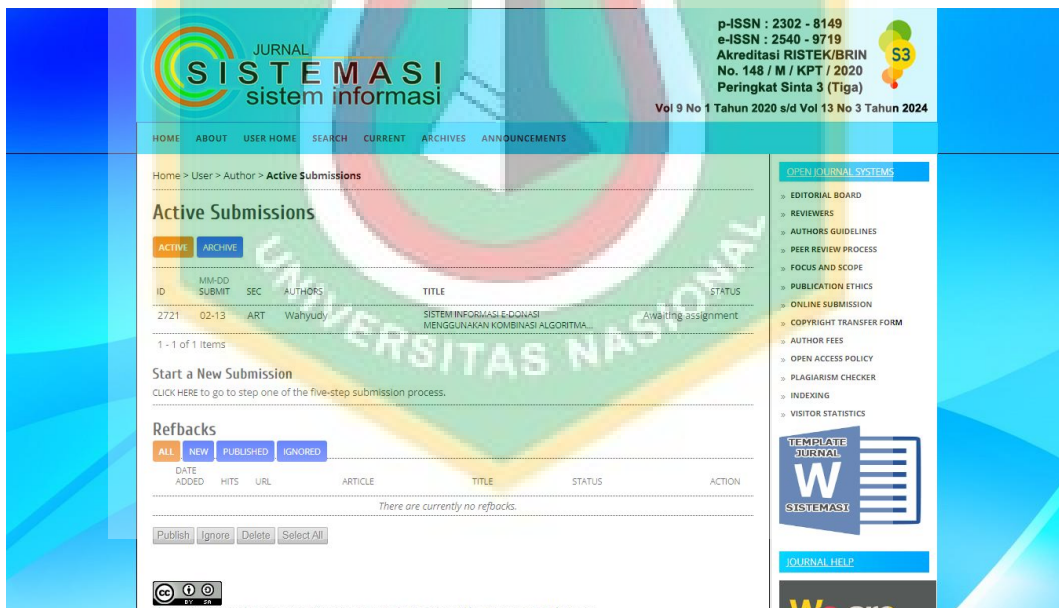 JURNAL
SISTEMASI
sistem informasi
p-ISSN : 2302 - 8149
e-ISSN : 2540 - 9719
Akreditasi RISTEK/BRIN
No. 148 / M / KPT / 2020
Peringkat Sinta 3 (Tiga)
S3
Vol 9 No 1 Tahun 2020 s/d Vol 13 No 3 Tahun 2024
HOME ABOUT USER HOME SEARCH CURRENT ARCHIVES ANNOUNCEMENTS
Home > User > Author > Active Submissions
Active Submissions
ACTIVE ARCHIVE
MM-DD
ID SUBMIT SEC AUTHORS TITLE STATUS
2721 02-13 ART Wahyudy SISTEM INFORMASI E-DONASI MENGGUNAKAN KOMBINASI ALGORITMA... Awaiting assignment
1 - 1 of 1 Items
Start a New Submission
CLICK HERE to go to step one of the five-step submission process.
Refbacks
ALL NEW PUBLISHED IGNORED
DATE
ADDED HITS URL ARTICLE TITLE STATUS ACTION
There are currently no refbacks.
Publish Ignore Delete Select All
cc BY SA
UNIVERSITAS NASIONAL
OPEN JOURNAL SYSTEMS
» EDITORIAL BOARD
» REVIEWERS
» AUTHORS GUIDELINES
» PEER REVIEW PROCESS
» FOCUS AND SCOPE
» PUBLICATION ETHICS
» ONLINE SUBMISSION
» COPYRIGHT TRANSFER FORM
» AUTHOR FEES
» OPEN ACCESS POLICY
» PLAGIARISM CHECKER
» INDEXING
» VISITOR STATISTICS
TEMPLATE
JURNAL
W
SISTEMASI
JOURNAL HELP